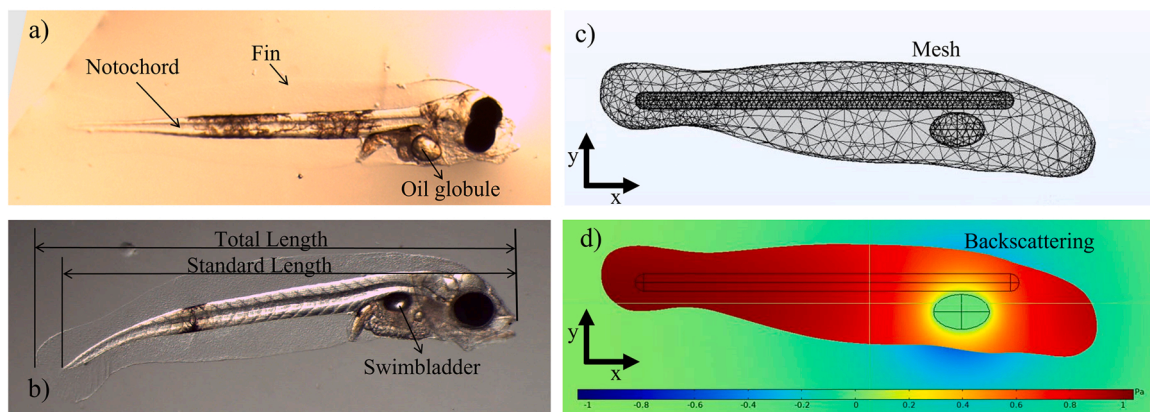 a)
Fin
Notochord
Oil globule
Total Length
Standard Length
Swimbladder
b)
c)
Mesh
y
x
d)
Backscattering
y
x
Pa
-1 -0.8 -0.6 -0.4 -0.2 0 0.2 0.4 0.6 0.8 1